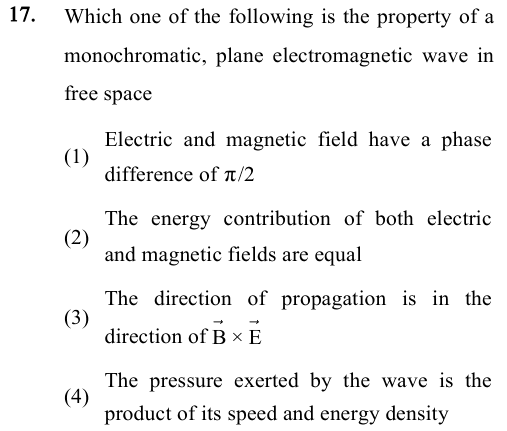 17. Which one of the following is the property of a
monochromatic, plane electromagnetic wave in
free space
(1) Electric and magnetic field have a phase
difference of π/2
(2) The energy contribution of both electric
and magnetic fields are equal
(3) The direction of propagation is in the
direction of B⃗ × E⃗
(4) The pressure exerted by the wave is the
product of its speed and energy density